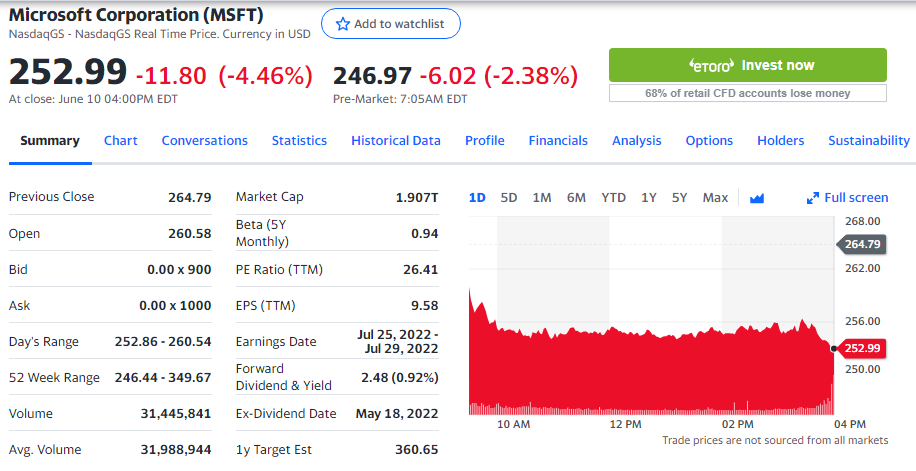 Microsoft Corporation (MSFT)
NasdaqGS - NasdaqGS Real Time Price. Currency in USD
Add to watchlist
252.99 -11.80 (-4.46%)
At close: June 10 04:00PM EDT
246.97 -6.02 (-2.38%)
Pre-Market: 7:05AM EDT
eToro Invest now
68% of retail CFD accounts lose money
Summary Chart Conversations Statistics Historical Data Profile Financials Analysis Options Holders Sustainability
Previous Close 264.79
Open 260.58
Bid 0.00 x 900
Ask 0.00 x 1000
Day's Range 252.86 - 260.54
52 Week Range 246.44 - 349.67
Volume 31,445,841
Avg. Volume 31,988,944
Market Cap 1.907T
Beta (5Y
Monthly) 0.94
PE Ratio (TTM) 26.41
EPS (TTM) 9.58
Earnings Date Jul 25, 2022 -
Jul 29, 2022
Forward
Dividend & Yield 2.48 (0.92%)
Ex-Dividend Date May 18, 2022
1y Target Est 360.65
1D 5D 1M 6M YTD 1Y 5Y Max Full screen
268.00
264.79
262.00
256.00
252.99
250.00
10 AM 12 PM 02 PM 04 PM
Trade prices are not sourced from all markets